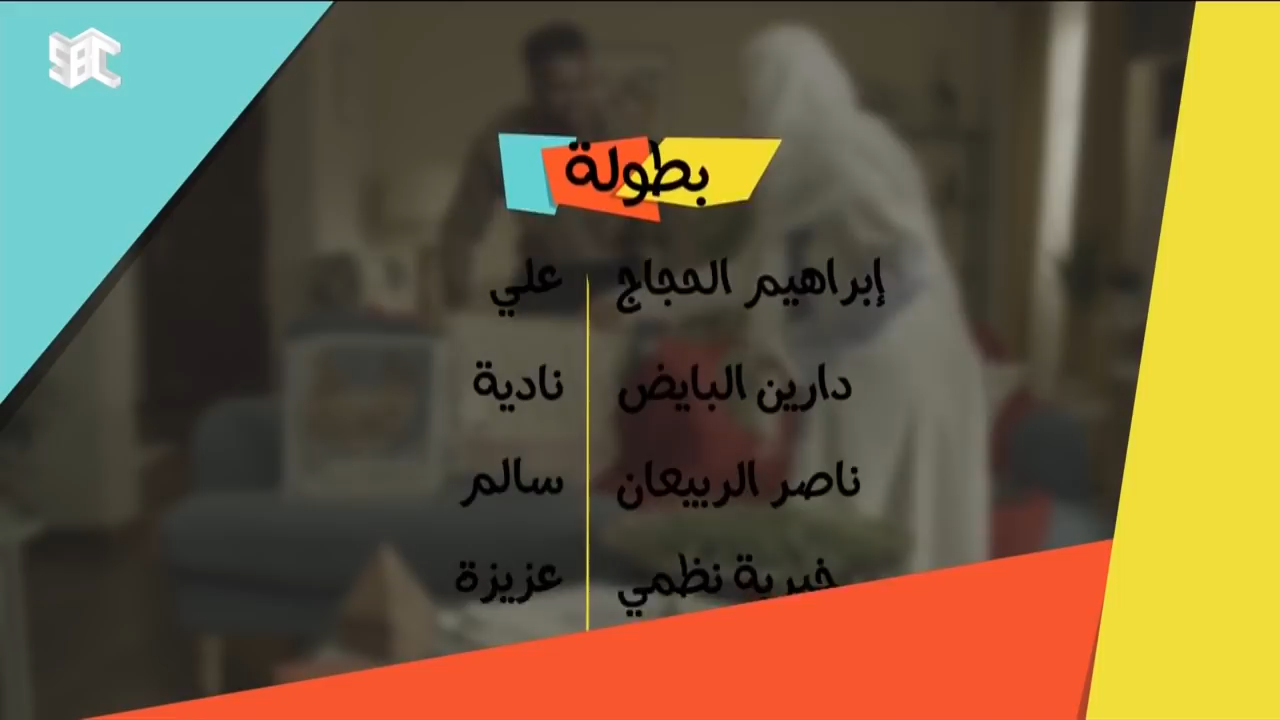 SBC
بطولة
إبراهيم الحجاج علي
دارين البايض نادية
ناصر الربيعان سالم
خيرية نظمي عزيزة